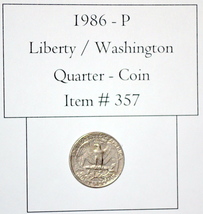 1986 - P
Liberty / Washington
Quarter - Coin
Item # 357